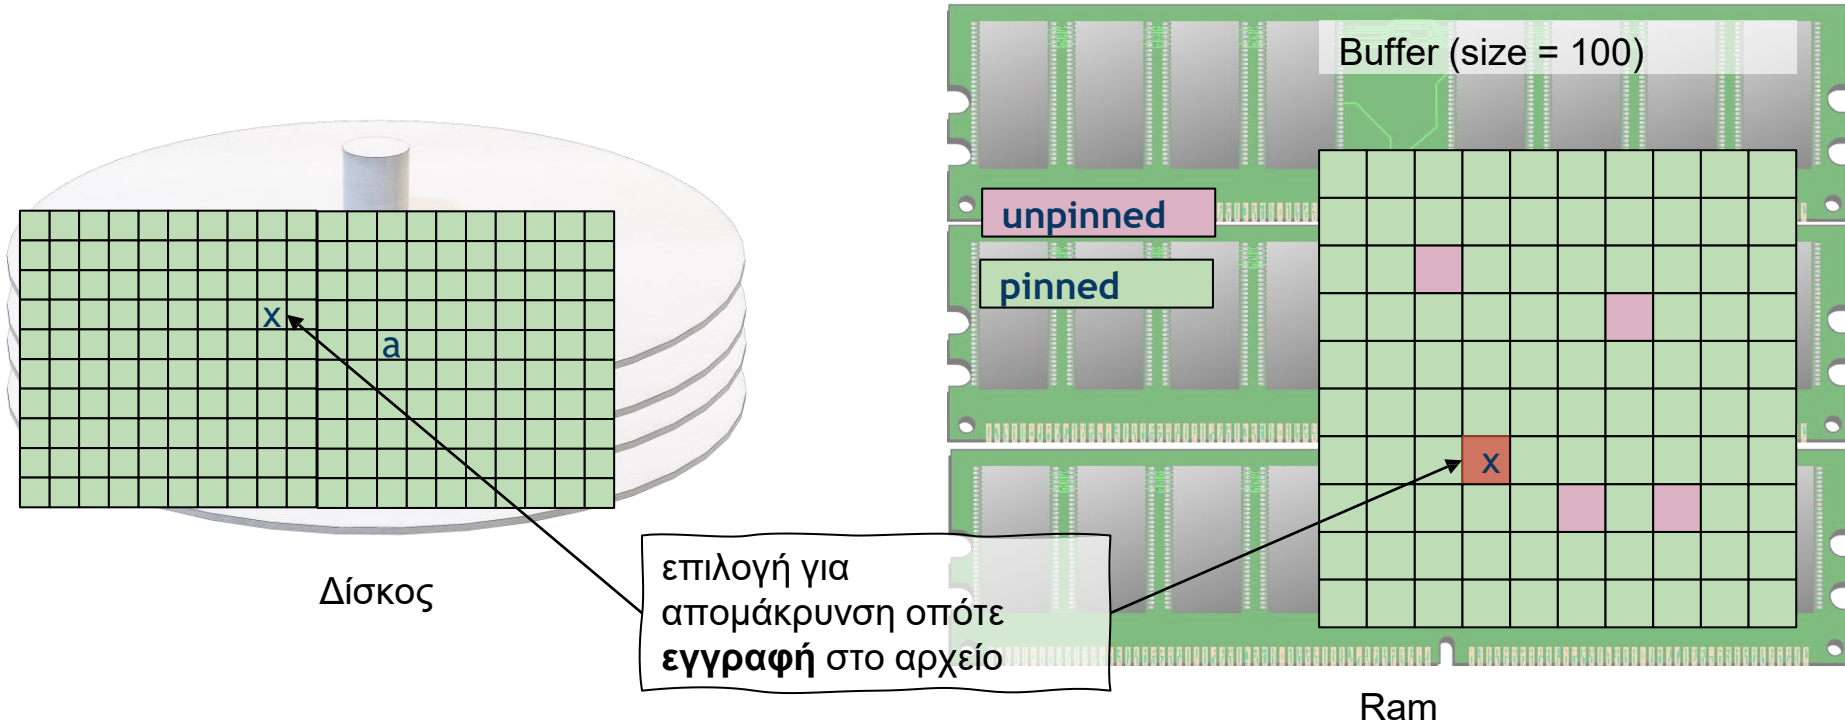 Buffer (size = 100)
unpinned
pinned
x
a
x
επιλογή για
απομάκρυνση οπότε
εγγραφή στο αρχείο
Δίσκος
Ram